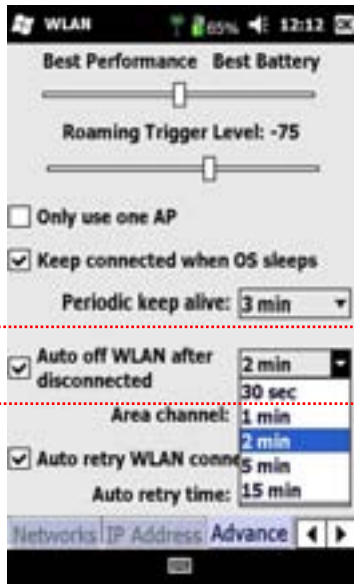 WLAN 65% 12:12
Best Performance Best Battery
Roaming Trigger Level: -75
Only use one AP
Keep connected when OS sleeps
Periodic keep alive: 3 min
Auto off WLAN after
disconnected
2 min
30 sec
Area channel: 1 min
2 min
Auto retry WLAN conne 5 min
Auto retry time: 15 min
Networks IP Address Advance